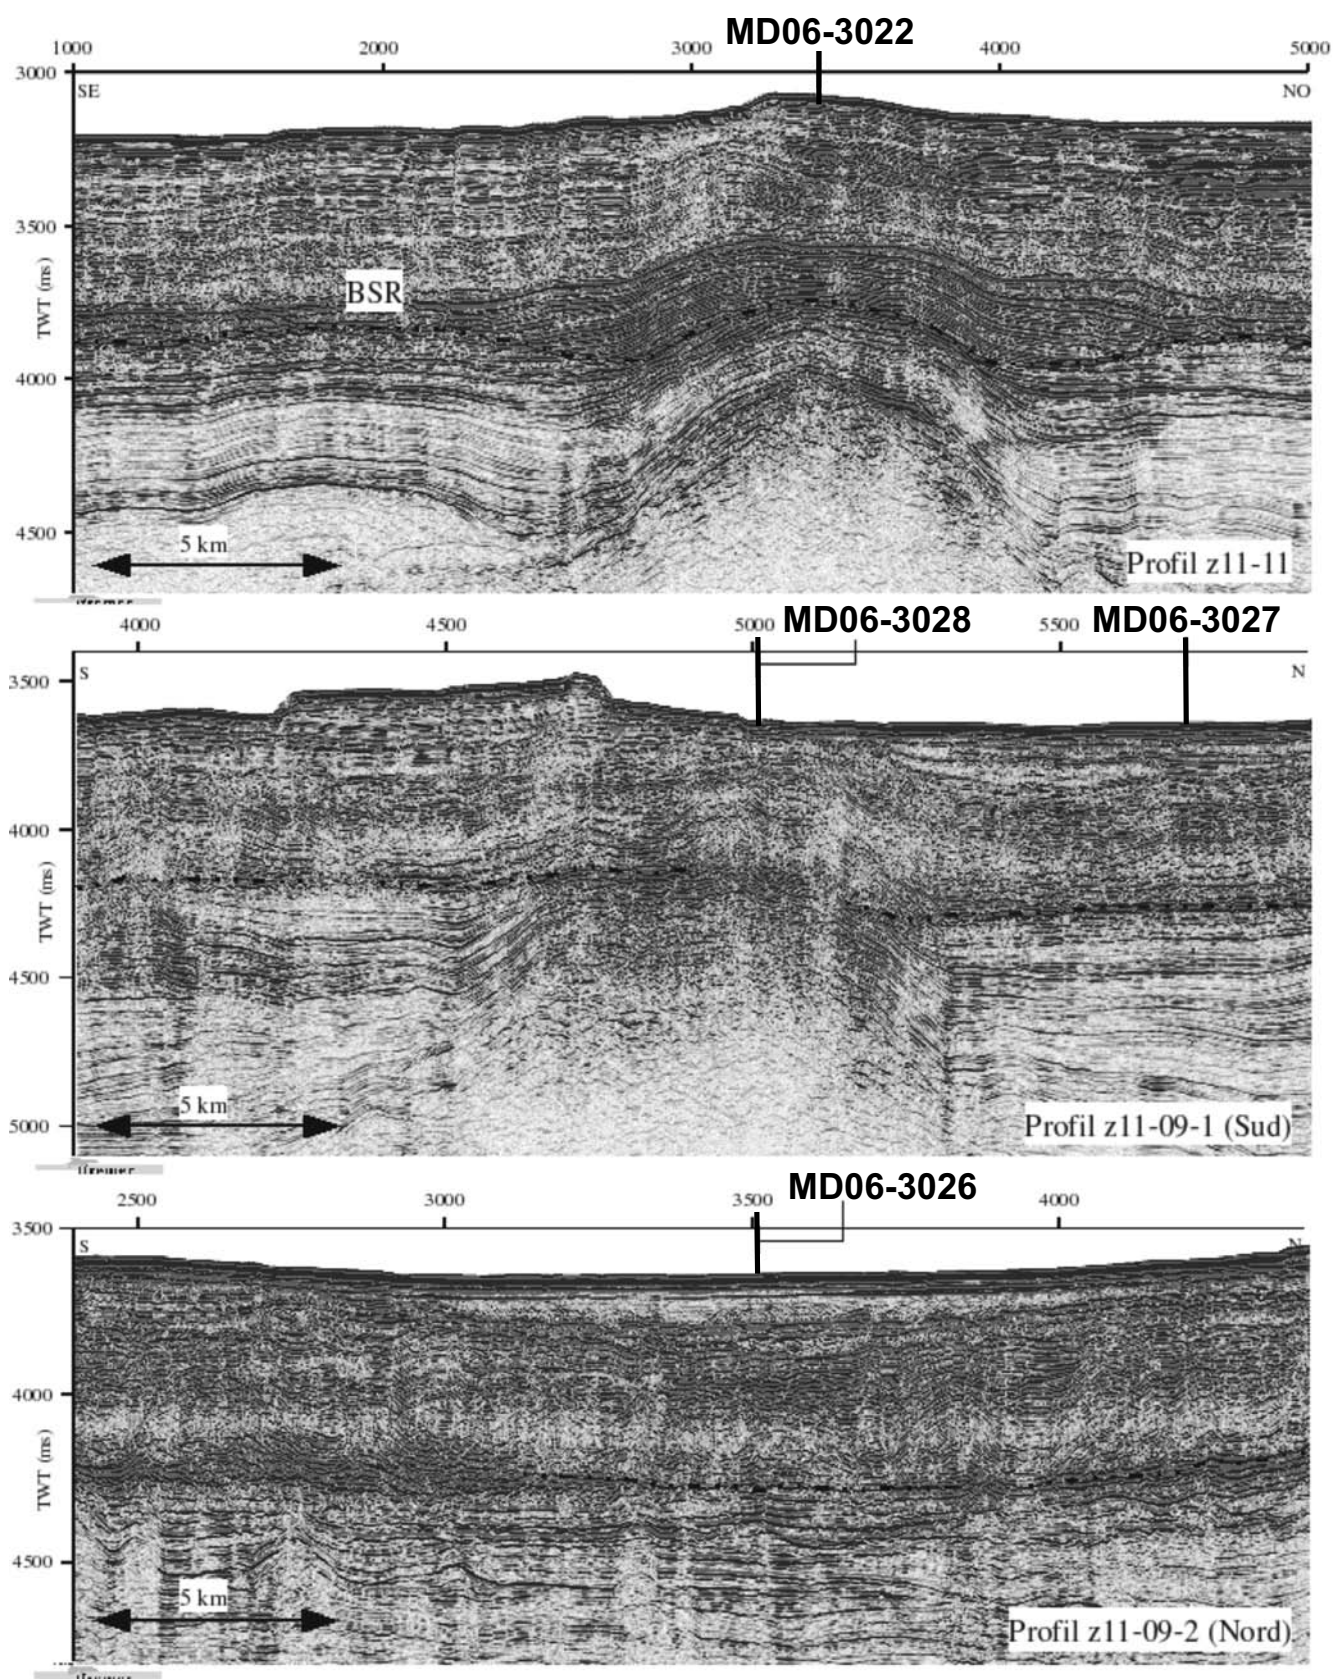 MD06-3022
1000 2000 3000 4000 5000
3000
SE NO
3500
BSR
TWT (ms)
4000
4500
5 km
Profil z11-11
4000 4500 5000 MD06-3028 5500 MD06-3027
S N
3500
4000
TWT (ms)
4500
5 km
5000
Profil z11-09-1 (Sud)
2500 3000 3500 MD06-3026 4000
3500
S N
4000
TWT (ms)
4500
5 km
Profil z11-09-2 (Nord)